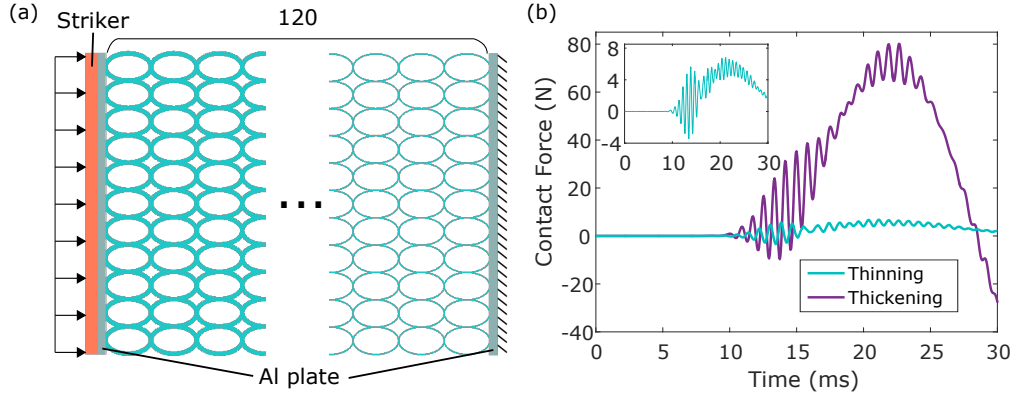 (a)
120
Striker
...
Al plate
(b)
Contact Force (N)
80
60
40
20
0
-20
-40
8
4
0
-4
0 10 20 30
Thinning
Thickening
0 5 10 15 20 25 30
Time (ms)